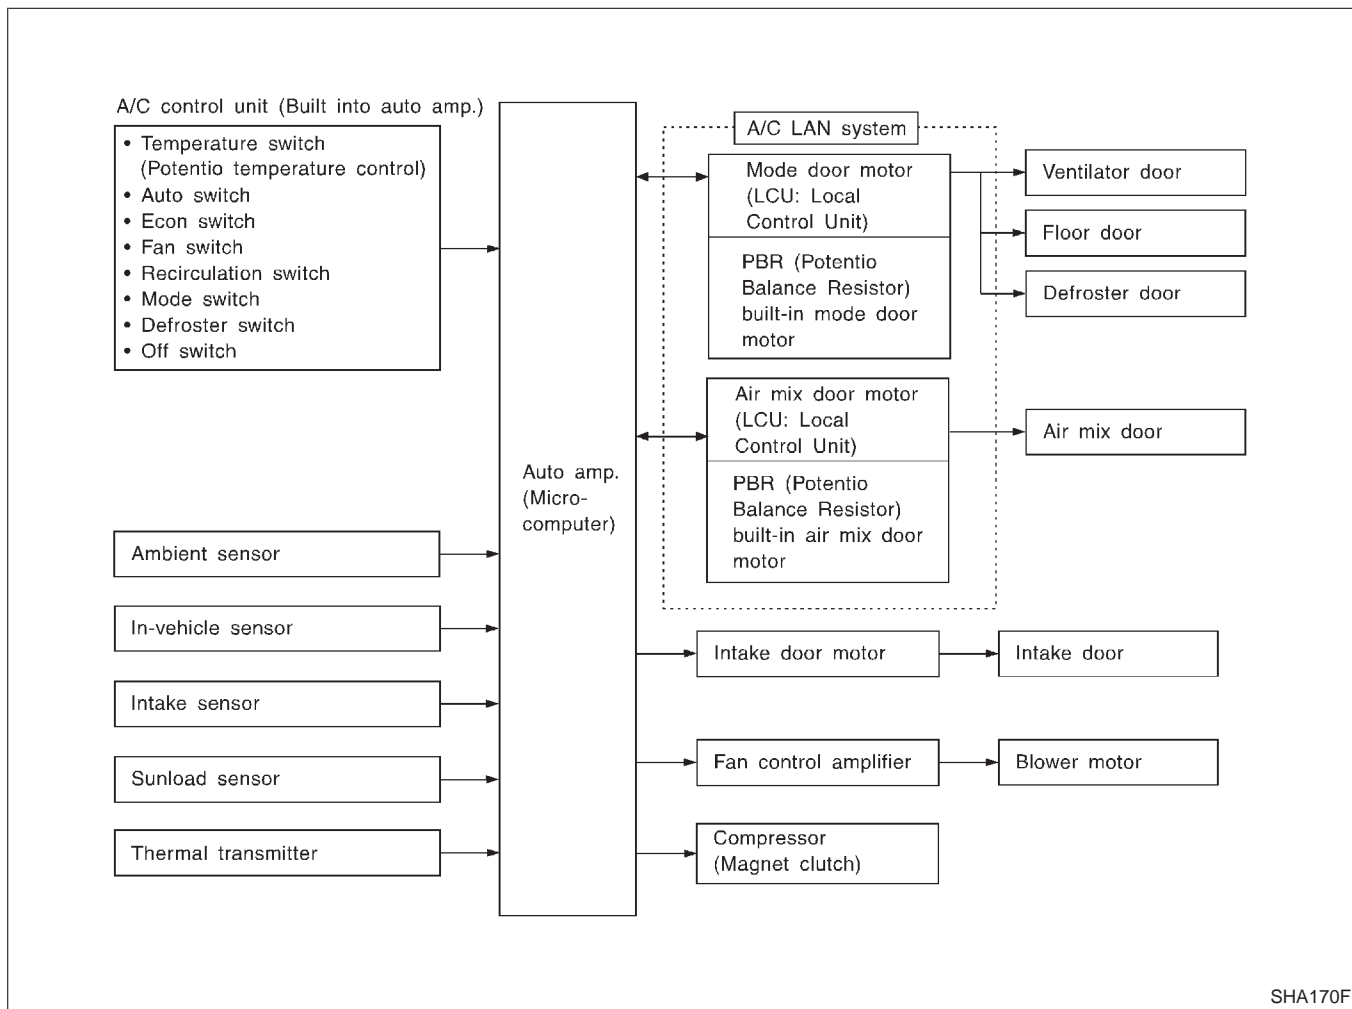 A/C control unit (Built into auto amp.)
• Temperature switch
(Potentio temperature control)
• Auto switch
• Econ switch
• Fan switch
• Recirculation switch
• Mode switch
• Defroster switch
• Off switch
Ambient sensor
In-vehicle sensor
Intake sensor
Sunload sensor
Thermal transmitter
Auto amp.
(Micro-
computer)
A/C LAN system
Mode door motor
(LCU: Local
Control Unit)
PBR (Potentio
Balance Resistor)
built-in mode door
motor
Air mix door motor
(LCU: Local
Control Unit)
PBR (Potentio
Balance Resistor)
built-in air mix door
motor
Ventilator door
Floor door
Defroster door
Air mix door
Intake door motor
Intake door
Fan control amplifier
Blower motor
Compressor
(Magnet clutch)
SHA170F